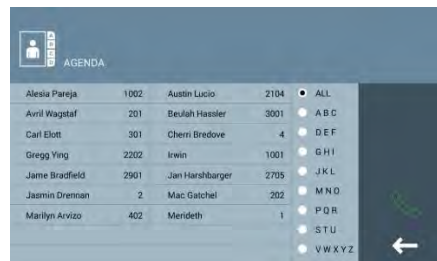 AGENDA
Alesia Pareja 1002 Austin Lucio 2104 ALL
Avril Wagstaf 201 Beulah Hassler 3001 A B C
Carl Elott 301 Cherri Bredove 4 D E F
Gregg Ying 2202 Irwin 1001 G H I
Jame Bradfield 2901 Jan Harshbarger 2705 J K L
Jasmin Drennan 2 Mac Gatchel 202 M N O
Marilyn Arvizo 402 Merideth 1 P Q R
S T U
V W X Y Z